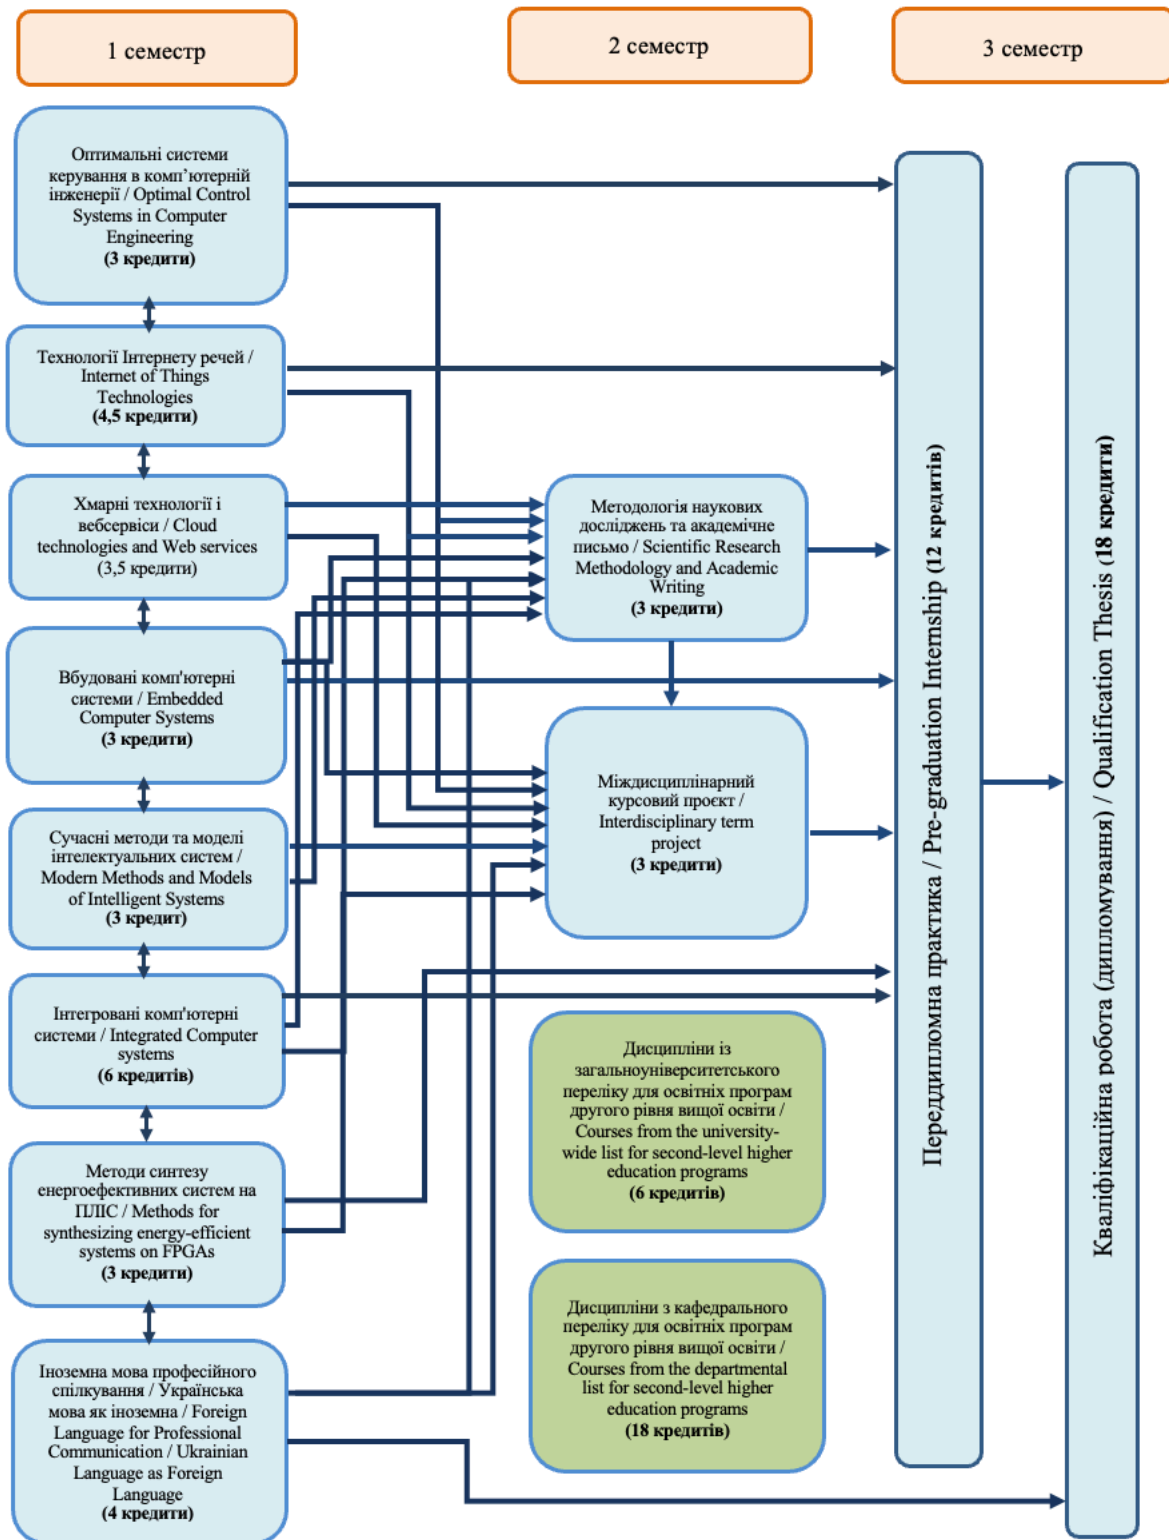 1 семестр
2 семестр
3 семестр
Оптимальні системи
керування в комп’ютерній
інженерії / Optimal Control
Systems in Computer
Engineering
(3 кредити)
Технології Інтернету речей /
Internet of Things
Technologies
(4,5 кредити)
Хмарні технології і
вебсервіси / Cloud
technologies and Web services
(3,5 кредити)
Вбудовані комп'ютерні
системи / Embedded
Computer Systems
(3 кредити)
Сучасні методи та моделі
інтелектуальних систем /
Modern Methods and Models
of Intelligent Systems
(3 кредит)
Інтегровані комп'ютерні
системи / Integrated Computer
systems
(6 кредитів)
Методи синтезу
енергоефективних систем на
ПЛІС / Methods for
synthesizing energy-efficient
systems on FPGAs
(3 кредити)
Іноземна мова професійного
спілкування / Українська
мова як іноземна / Foreign
Language for Professional
Communication / Ukrainian
Language as Foreign
Language
(4 кредити)
Методологія наукових
досліджень та академічне
письмо / Scientific Research
Methodology and Academic
Writing
(3 кредити)
Міждисциплінарний
курсовий проєкт /
Interdisciplinary term
project
(3 кредити)
Дисципліни із
загальноуніверситетського
переліку для освітніх програм
другого рівня вищої освіти /
Courses from the university-
wide list for second-level higher
education programs
(6 кредитів)
Дисципліни з кафедрального
переліку для освітніх програм
другого рівня вищої освіти /
Courses from the departmental
list for second-level higher
education programs
(18 кредитів)
Переддипломна практика / Pre-graduation Internship (12 кредитів)
Кваліфікаційна робота (дипломування) / Qualification Thesis (18 кредити)